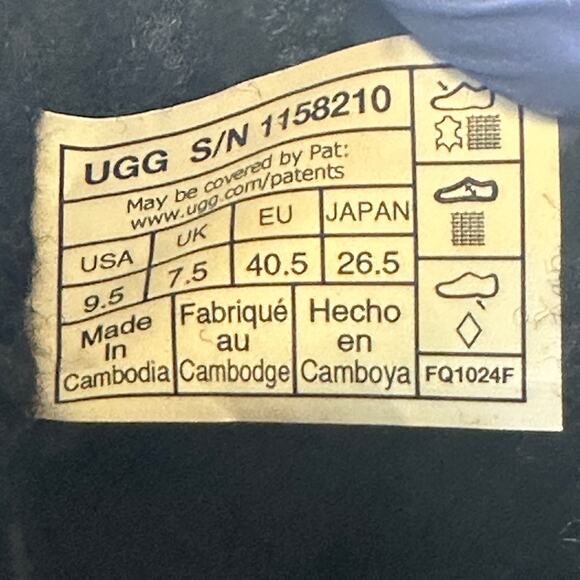 UGG S/N 1158210
May be covered by Pat:
www.ugg.com/patents
USA UK EU JAPAN
9.5 7.5 40.5 26.5
Made In Cambodia
Fabriqué au Cambodge
Hecho en Camboya
FQ1024F